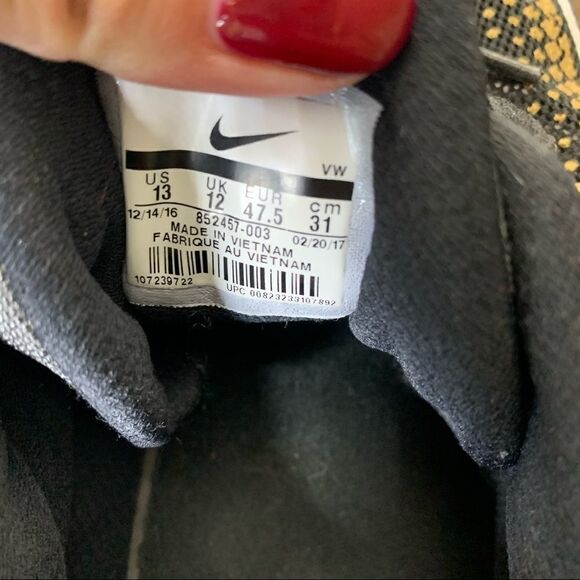 VW
US UK EUR cm
13 12 47.5 31
12/14/16 852457-003 02/20/17
MADE IN VIETNAM
FABRIQUE AU VIETNAM
107239722 UPC 00823233107892